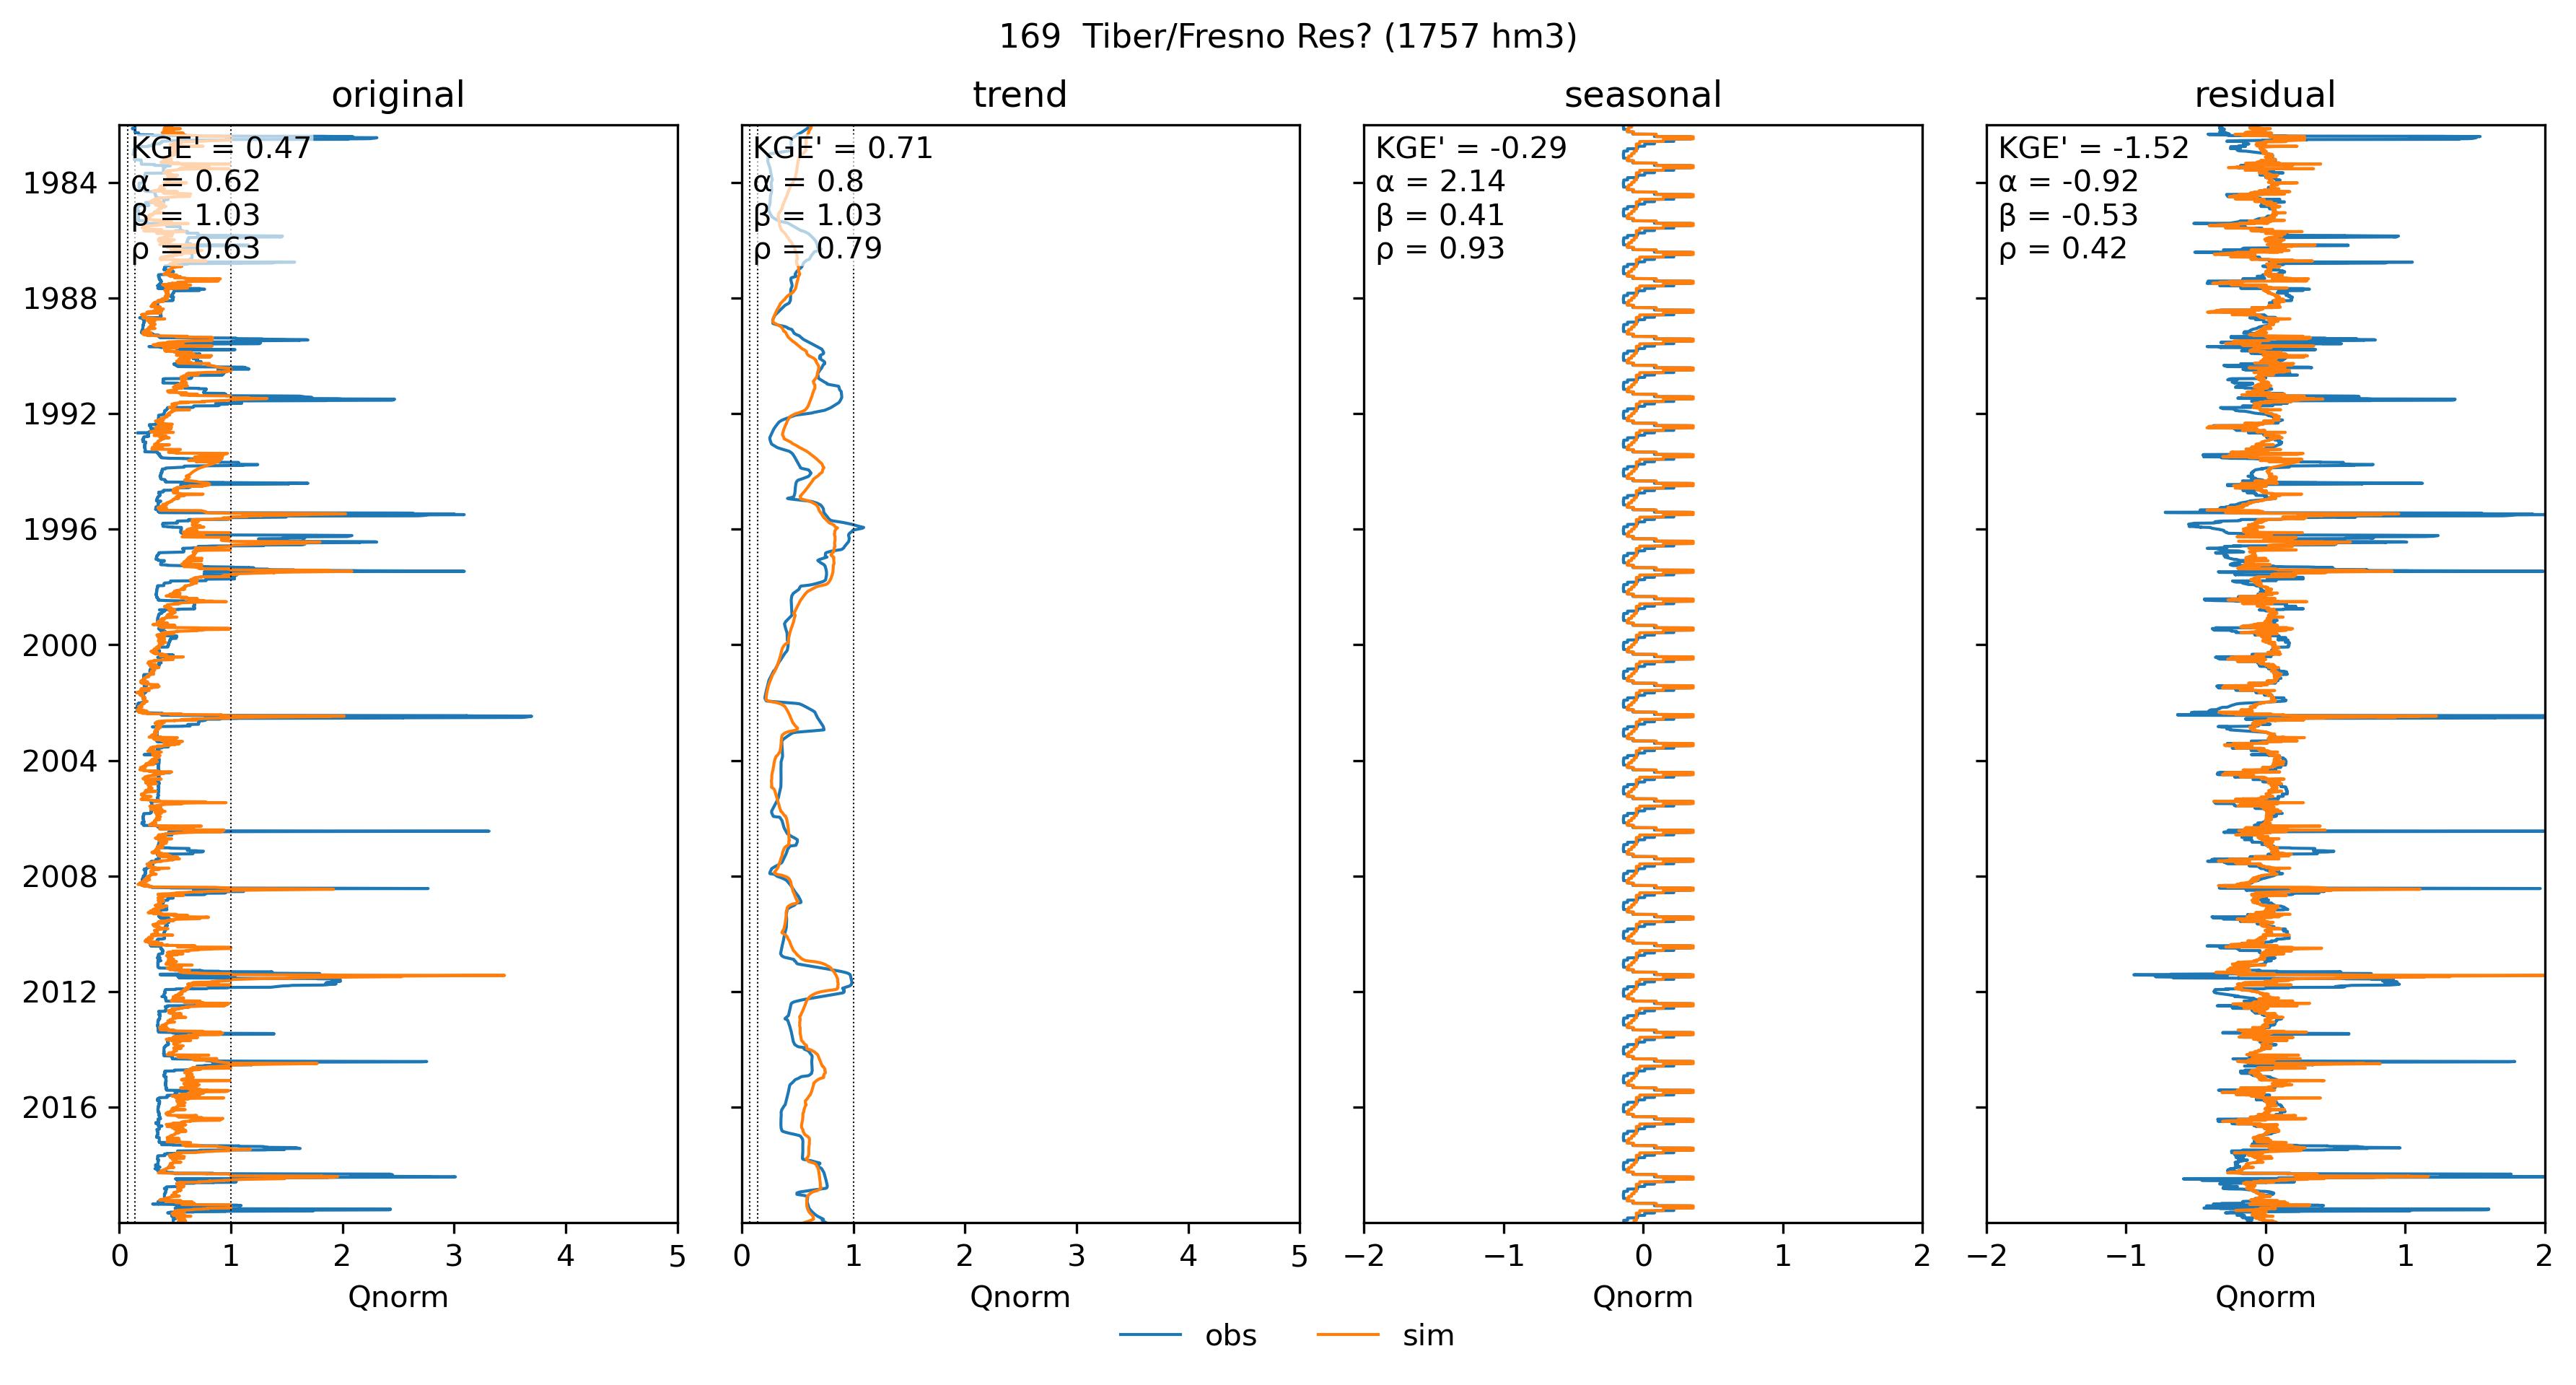 169  Tiber/Fresno Res? (1757 hm3)
original
trend
seasonal
residual
KGE' = 0.47
α = 0.62
β = 1.03
ρ = 0.63
KGE' = 0.71
α = 0.8
β = 1.03
ρ = 0.79
KGE' = -0.29
α = 2.14
β = 0.41
ρ = 0.93
KGE' = -1.52
α = -0.92
β = -0.53
ρ = 0.42
1984
1988
1992
1996
2000
2004
2008
2012
2016
0 1 2 3 4 5
0 1 2 3 4 5
−2 −1 0 1 2
−2 −1 0 1 2
Qnorm
Qnorm
Qnorm
Qnorm
obs
sim